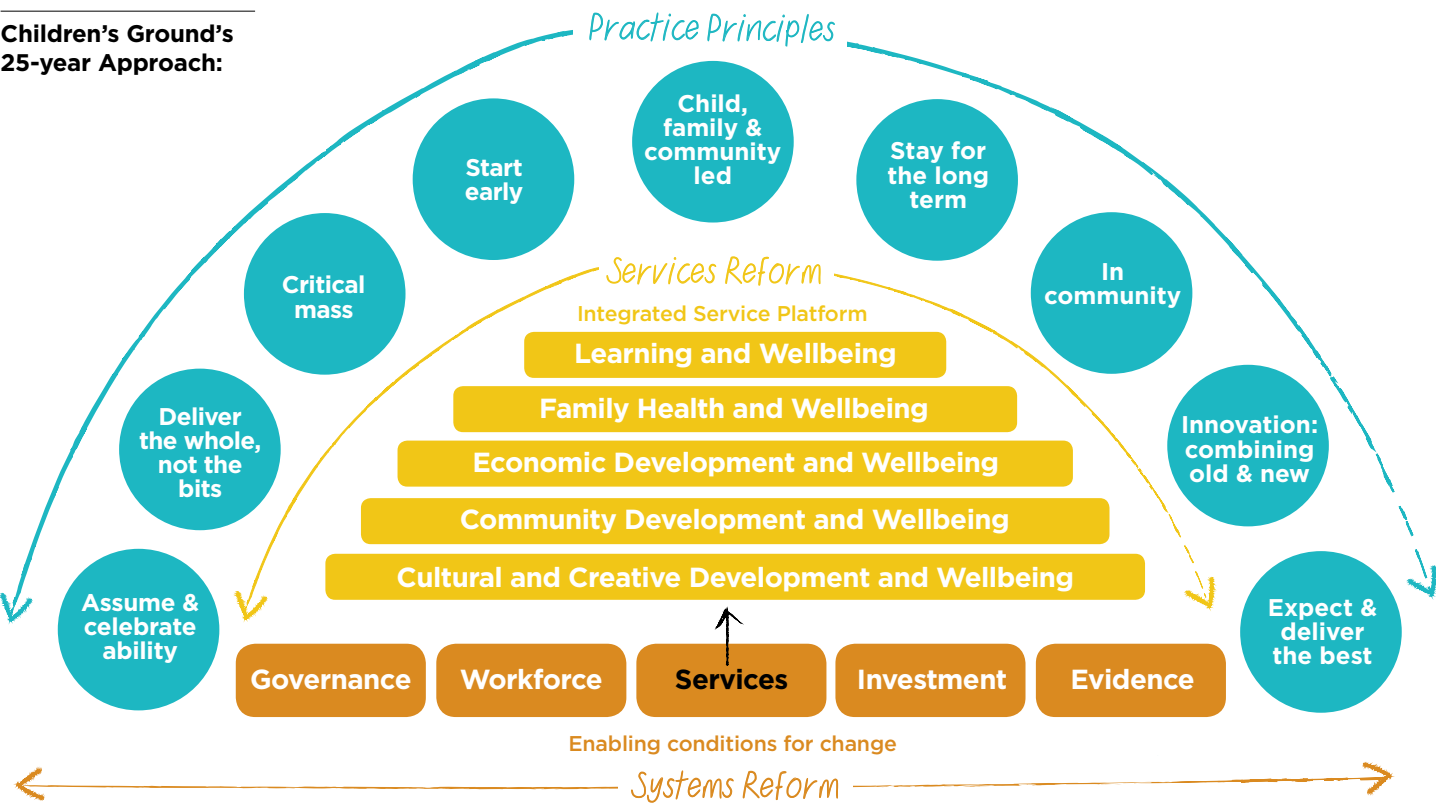 Children's Ground's
25-year Approach:
Practice Principles
Child,
family &
community
led
Start
early
Stay for
the long
term
Critical
mass
In
community
Deliver
the whole,
not the
bits
Innovation:
combining
old & new
Assume &
celebrate
ability
Expect &
deliver
the best
Services Reform
Integrated Service Platform
Learning and Wellbeing
Family Health and Wellbeing
Economic Development and Wellbeing
Community Development and Wellbeing
Cultural and Creative Development and Wellbeing
Governance
Workforce
Services
Investment
Evidence
Enabling conditions for change
Systems Reform